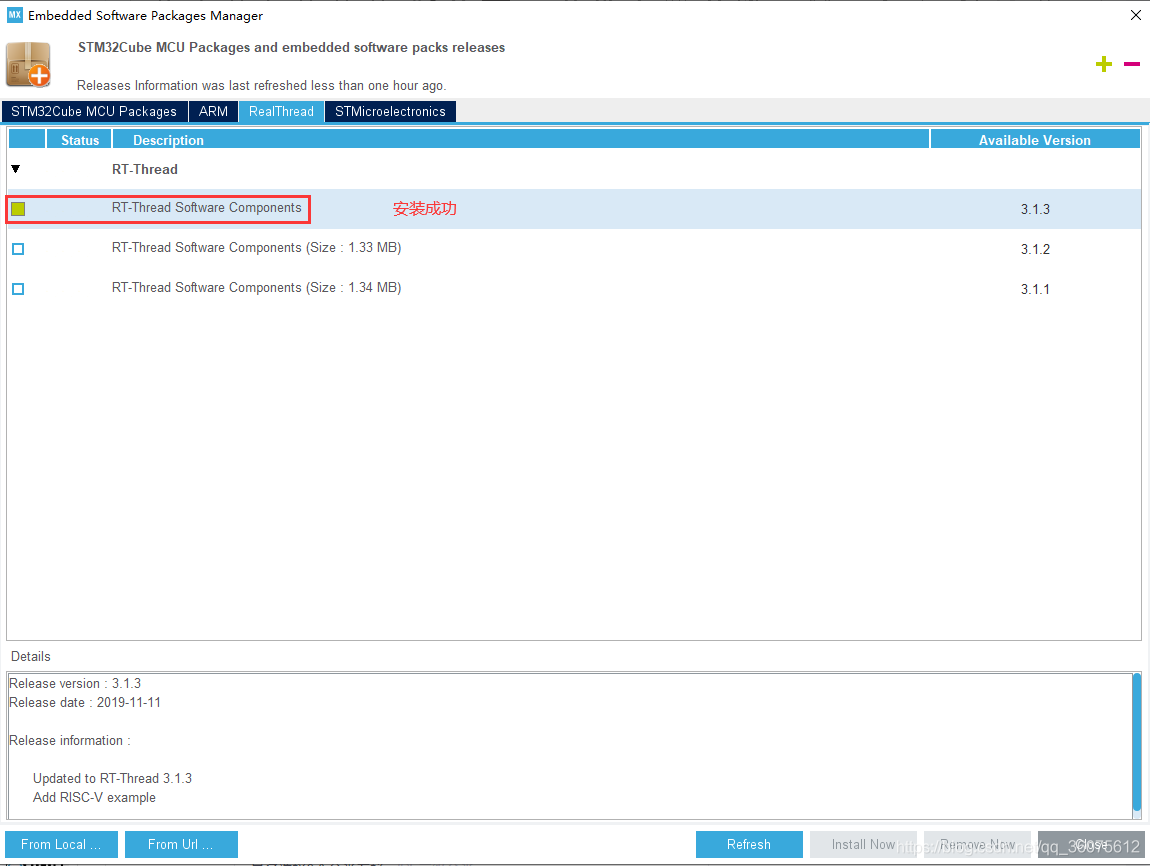 MX Embedded Software Packages Manager
STM32Cube MCU Packages and embedded software packs releases
Releases Information was last refreshed less than one hour ago.
STM32Cube MCU Packages ARM RealThread STMicroelectronics
Status Description Available Version
RT-Thread
RT-Thread Software Components 安装成功 3.1.3
RT-Thread Software Components (Size : 1.33 MB) 3.1.2
RT-Thread Software Components (Size : 1.34 MB) 3.1.1
Details
Release version : 3.1.3
Release date : 2019-11-11
Release information :
Updated to RT-Thread 3.1.3
Add RISC-V example
From Local ... From Url ... Refresh Install Now Remove Now Close